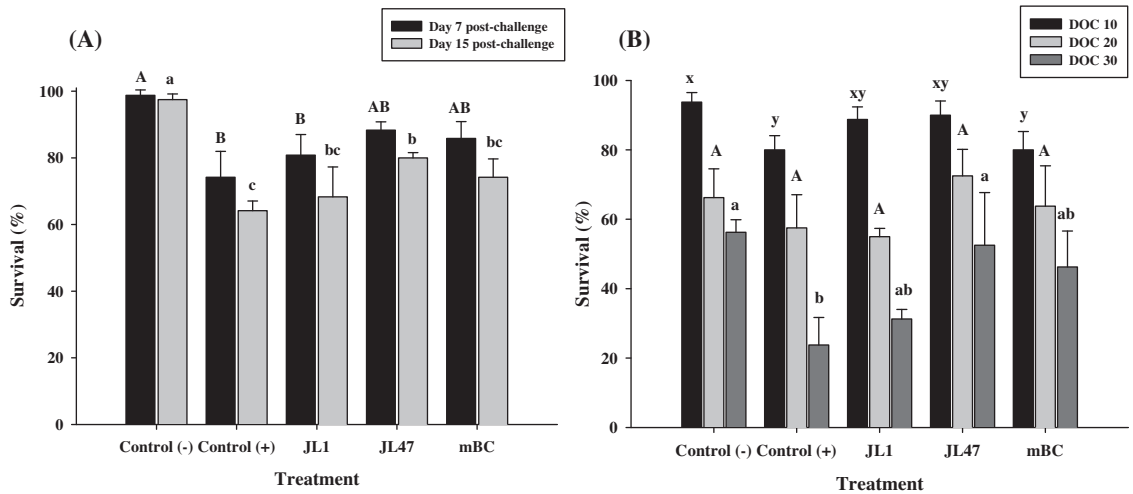 (A)
Day 7 post-challenge
Day 15 post-challenge
Survival (%)
100
80
60
40
20
0
A a
B c
B bc
AB b
AB bc
Control (-) Control (+) JL1 JL47 mBC
Treatment
(B)
DOC 10
DOC 20
DOC 30
Survival (%)
100
80
60
40
20
0
x A a
y A b
xy A ab
xy A a
y A ab
Control (-) Control (+) JL1 JL47 mBC
Treatment